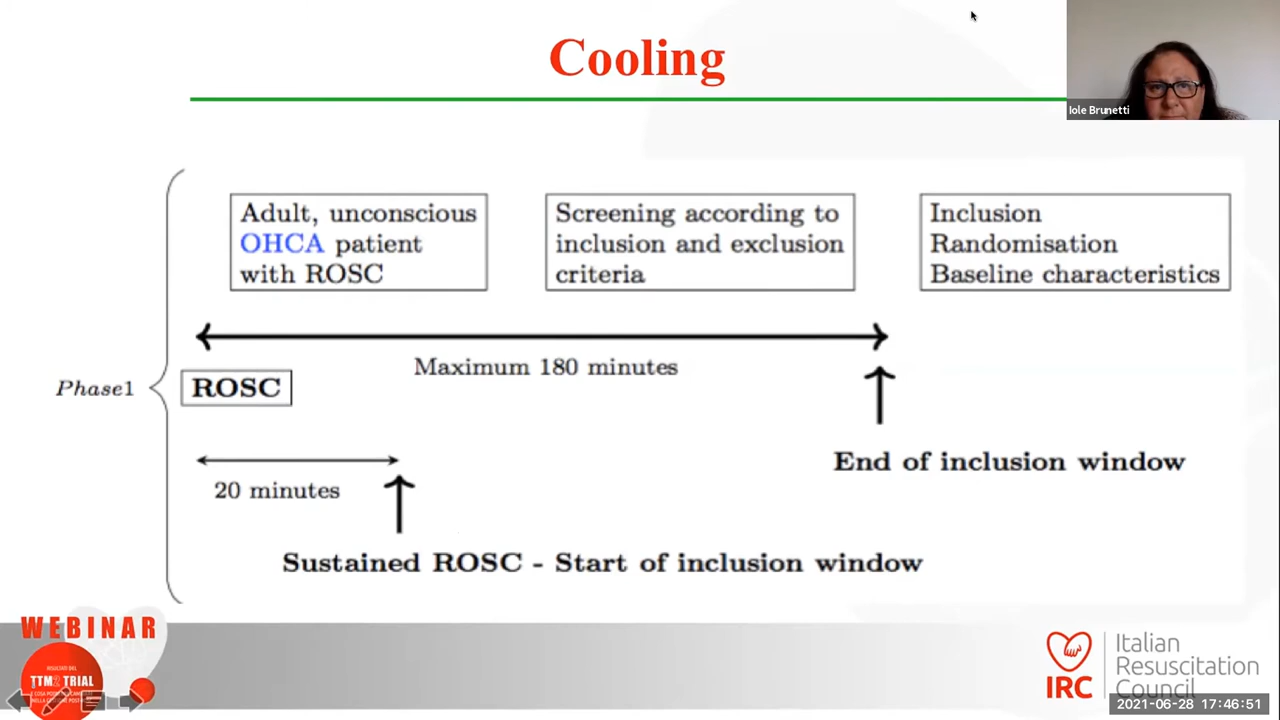 Cooling
Iole Brunetti
Adult, unconscious
OHCA patient
with ROSC
Screening according to
inclusion and exclusion
criteria
Inclusion
Randomisation
Baseline characteristics
Maximum 180 minutes
Phase1
ROSC
End of inclusion window
20 minutes
Sustained ROSC - Start of inclusion window
WEBINAR
RISULTATI DEL
TTM2 TRIAL
IRC
Italian
Resuscitation
Council
2021-06-28 17:46:51